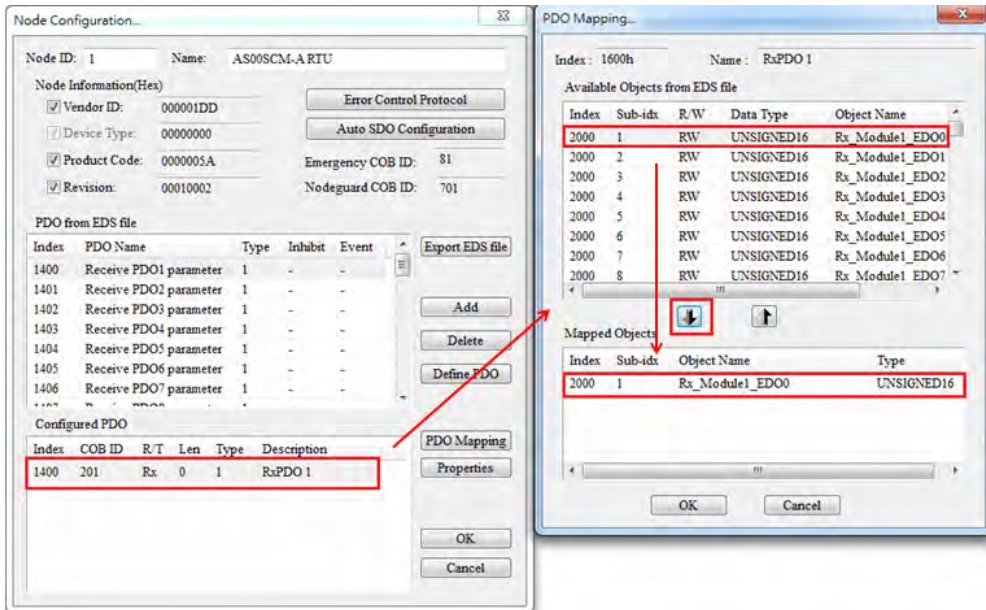 Node Configuration...
Node ID: 1 Name: AS00SCM-A RTU
Node Information(Hex)
Vendor ID: 000001DD Error Control Protocol
Device Type: 00000000 Auto SDO Configuration
Product Code: 0000005A Emergency COB ID: 81
Revision: 00010002 Nodeguard COB ID: 701
PDO from EDS file
Index PDO Name Type Inhibit Event Export EDS file
1400 Receive PDO1 parameter 1 - -
1401 Receive PDO2 parameter 1 - -
1402 Receive PDO3 parameter 1 - - Add
1403 Receive PDO4 parameter 1 - -
1404 Receive PDO5 parameter 1 - - Delete
1405 Receive PDO6 parameter 1 - - Define PDO
1406 Receive PDO7 parameter 1 - -
Configured PDO
Index COB ID R/T Len Type Description PDO Mapping
1400 201 Rx 0 1 RxPDO 1 Properties
OK
Cancel
PDO Mapping...
Index : 1600h Name : RxPDO 1
Available Objects from EDS file
Index Sub-idx R/W Data Type Object Name
2000 1 RW UNSIGNED16 Rx_Module1_EDO0
2000 2 RW UNSIGNED16 Rx_Module1_EDO1
2000 3 RW UNSIGNED16 Rx_Module1_EDO2
2000 4 RW UNSIGNED16 Rx_Module1_EDO3
2000 5 RW UNSIGNED16 Rx_Module1_EDO4
2000 6 RW UNSIGNED16 Rx_Module1_EDO5
2000 7 RW UNSIGNED16 Rx_Module1_EDO6
2000 8 RW UNSIGNED16 Rx_Module1_EDO7
Mapped Objects
Index Sub-idx Object Name Type
2000 1 Rx_Module1_EDO0 UNSIGNED16
OK Cancel